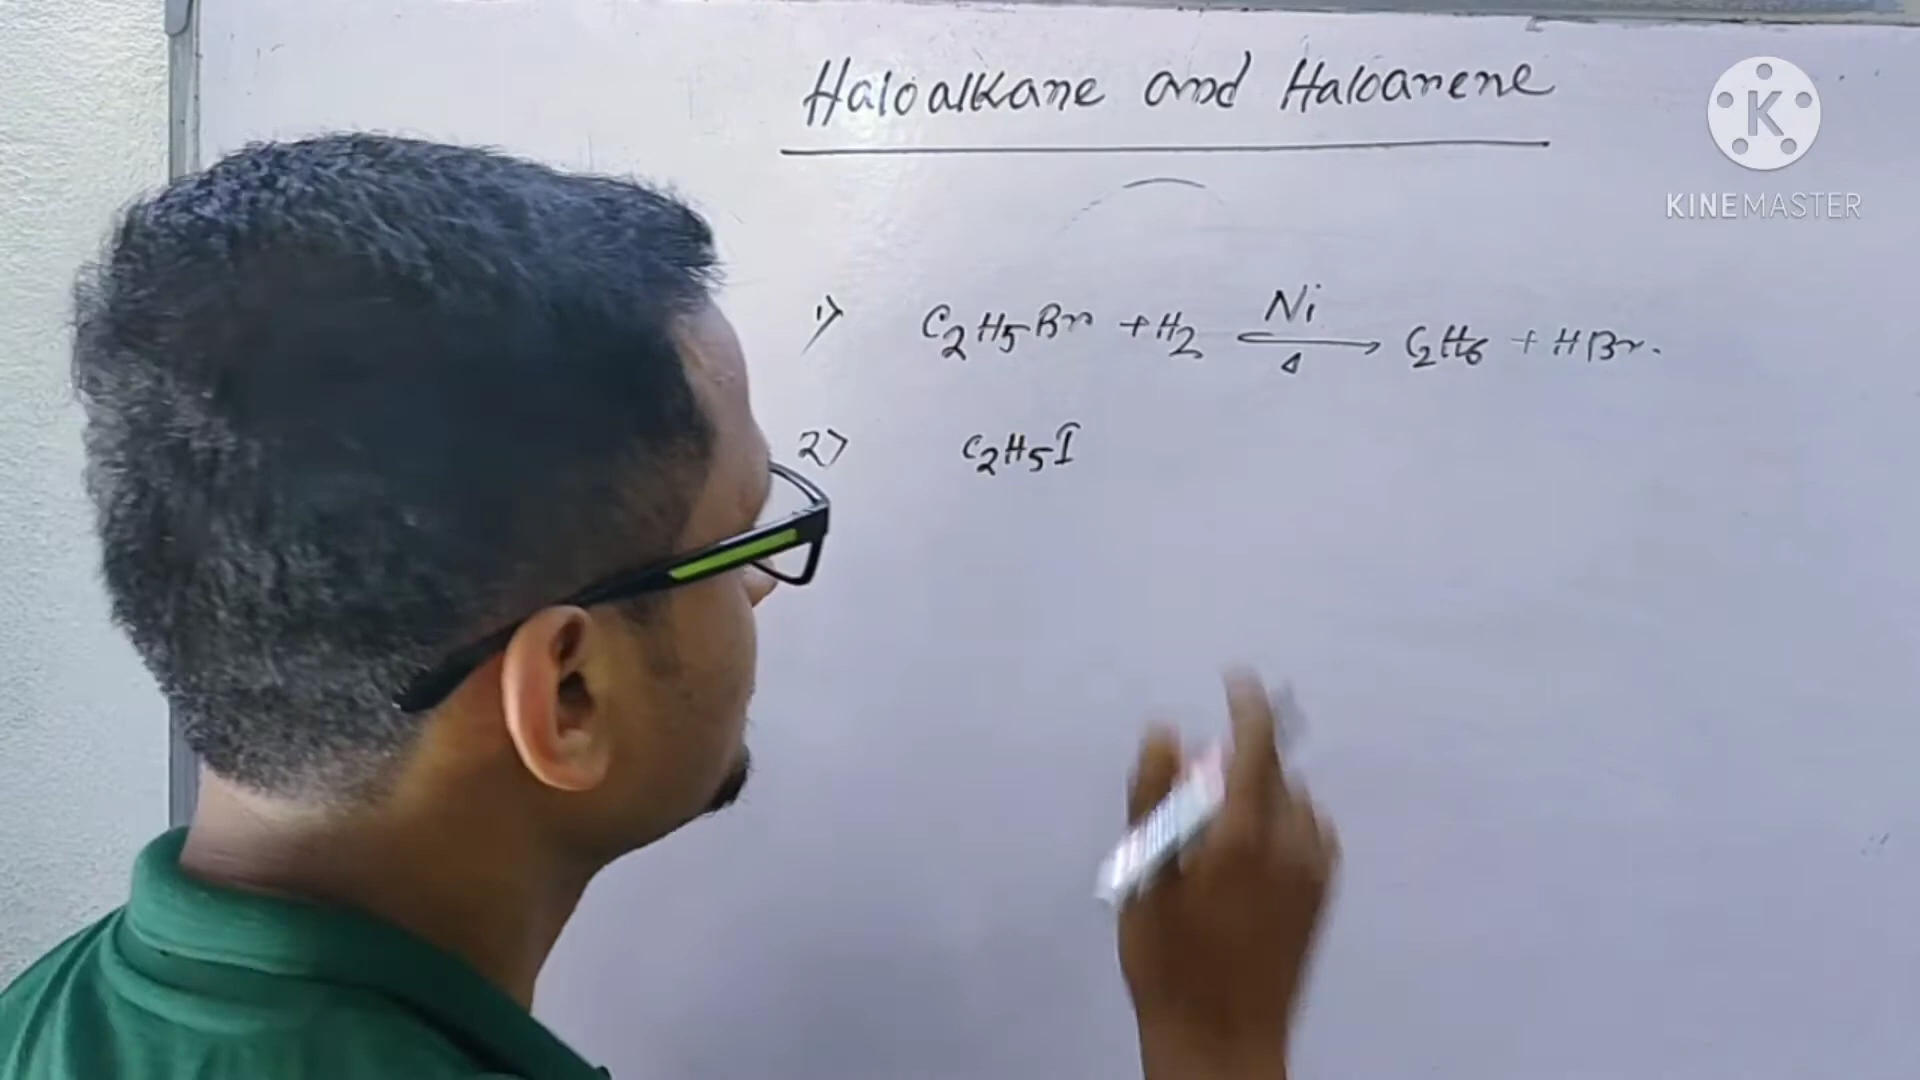 Haloalkane and Haloarene
K
KINEMASTER
1) C2H5Br + H2 Ni Δ → C2H6 + HBr.
2) C2H5I